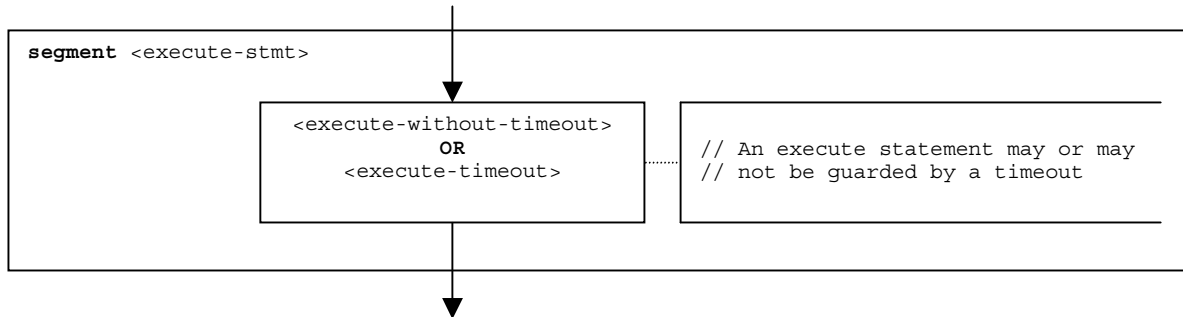 segment <execute-stmt>
<execute-without-timeout>
OR
<execute-timeout>
// An execute statement may or may
// not be guarded by a timeout